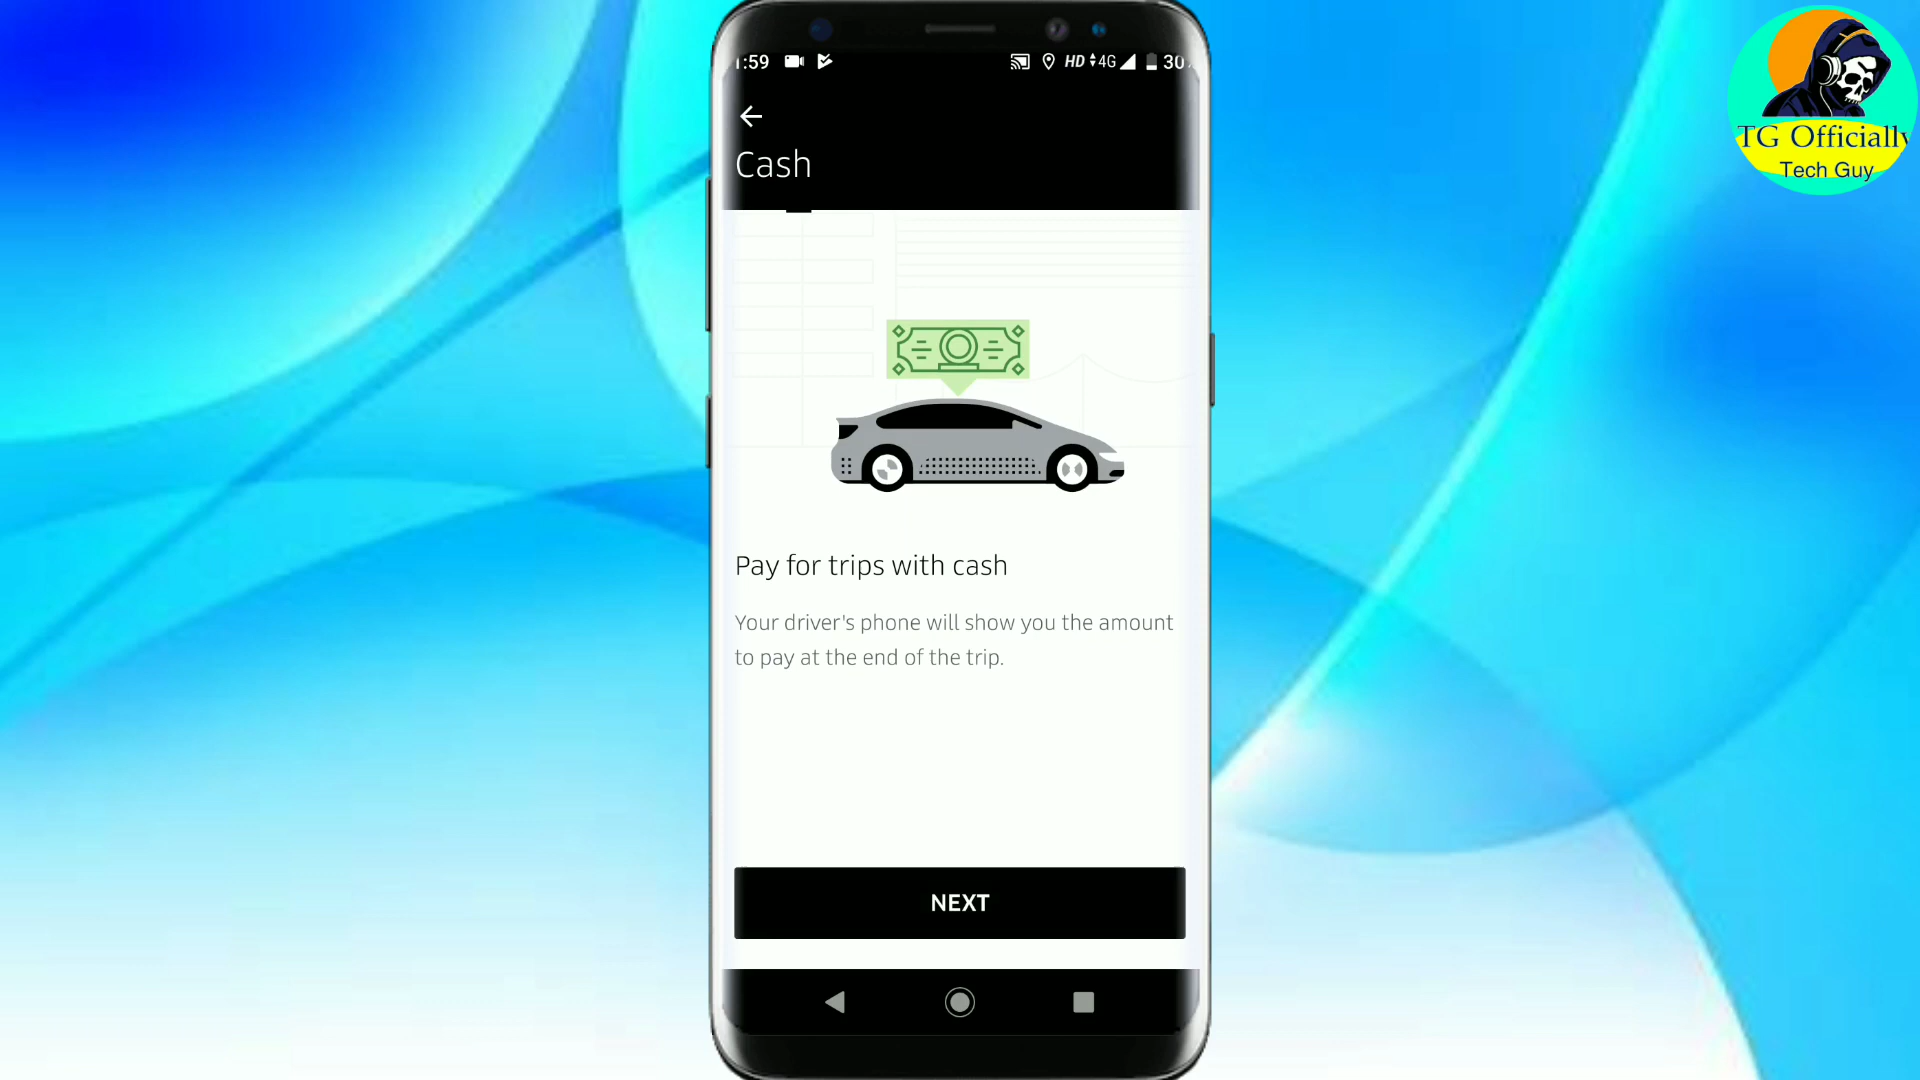 :59
HD 4G 30
Cash
Pay for trips with cash
Your driver's phone will show you the amount
to pay at the end of the trip.
NEXT
TG Officially
Tech Guy